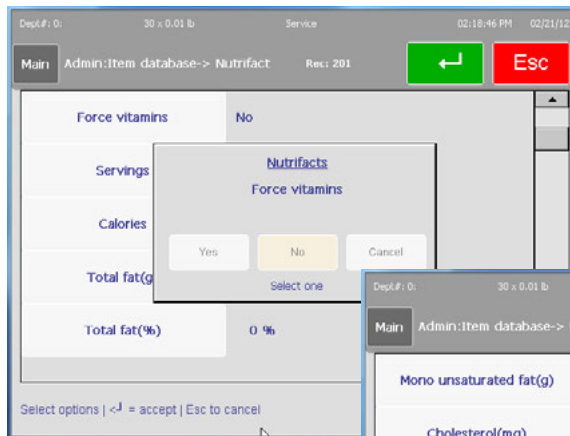 Dept#: 0: 30 x 0.01 lb Service 02:18:46 PM 02/21/12
Main Admin:Item database-> Nutrifact Rec: 201 Esc
Force vitamins No
Servings
Calories
Total fat(g
Total fat(%) 0 %
Select options | <┘ = accept | Esc to cancel
Nutrifacts
Force vitamins
Yes No Cancel
Select one
Dept#: 0: 30 x 0.01 lb
Main Admin:Item database->
Mono unsaturated fat(g)
Cholesterol(mg)